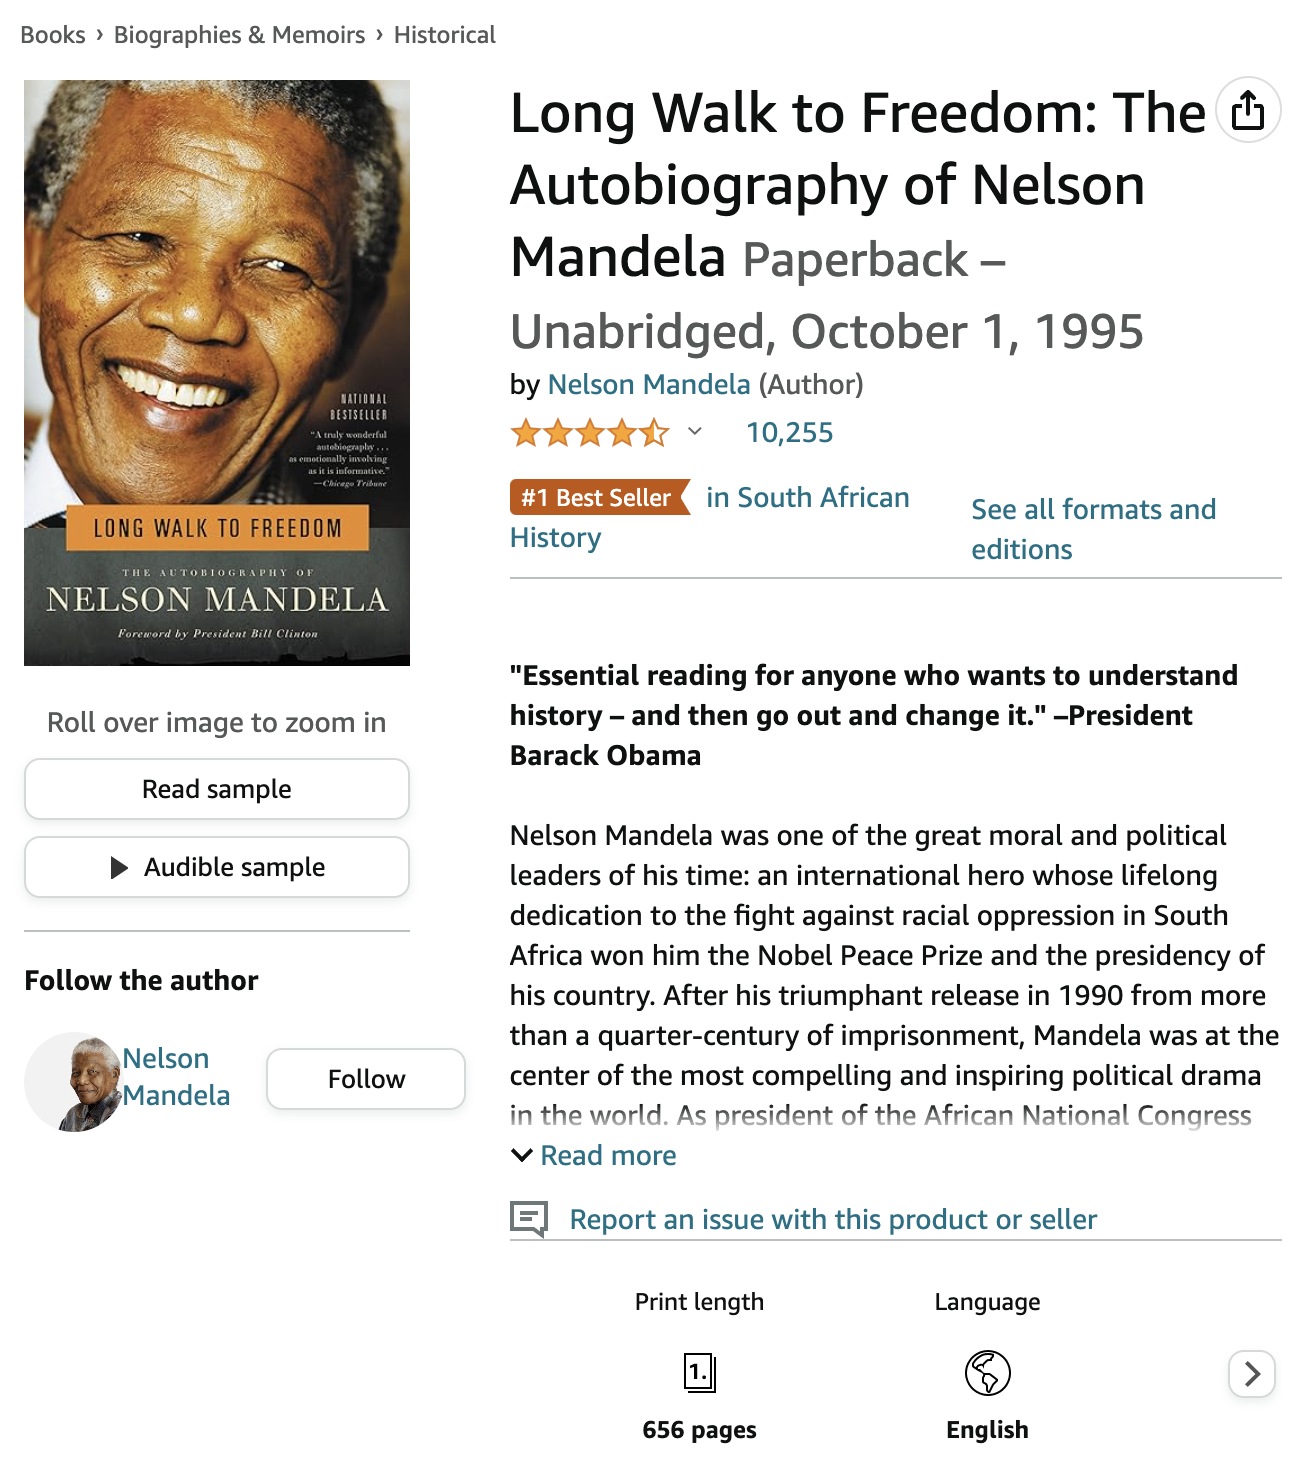 Books › Biographies & Memoirs › Historical
NATIONAL
BESTSELLER
“A truly wonderful
autobiography . . .
as emotionally involving
as it is informative.”
—Chicago Tribune
LONG WALK TO FREEDOM
THE AUTOBIOGRAPHY OF
NELSON MANDELA
Foreword by President Bill Clinton
Roll over image to zoom in
Read sample
Audible sample
Follow the author
Nelson
Mandela
Follow
Long Walk to Freedom: The
Autobiography of Nelson
Mandela Paperback –
Unabridged, October 1, 1995
by Nelson Mandela (Author)
10,255
#1 Best Seller in South African
History
See all formats and
editions
"Essential reading for anyone who wants to understand
history – and then go out and change it." –President
Barack Obama
Nelson Mandela was one of the great moral and political
leaders of his time: an international hero whose lifelong
dedication to the fight against racial oppression in South
Africa won him the Nobel Peace Prize and the presidency of
his country. After his triumphant release in 1990 from more
than a quarter-century of imprisonment, Mandela was at the
center of the most compelling and inspiring political drama
in the world. As president of the African National Congress
Read more
Report an issue with this product or seller
Print length
1.
656 pages
Language
English